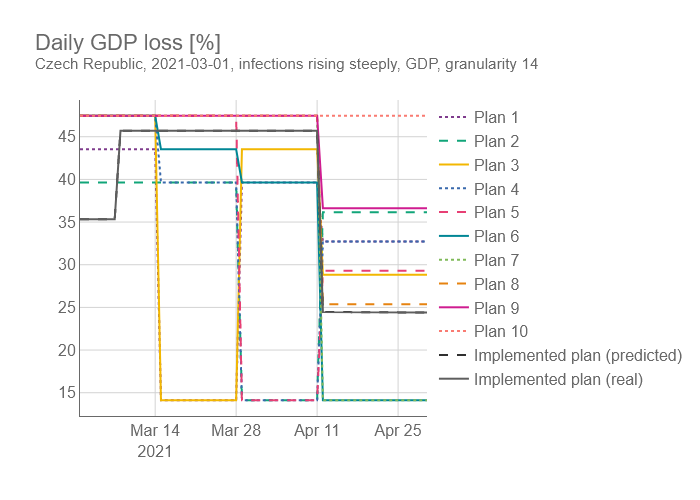 Daily GDP loss [%]
Czech Republic, 2021-03-01, infections rising steeply, GDP, granularity 14
45
40
35
30
25
20
15
Mar 14
2021
Mar 28
Apr 11
Apr 25
Plan 1
Plan 2
Plan 3
Plan 4
Plan 5
Plan 6
Plan 7
Plan 8
Plan 9
Plan 10
Implemented plan (predicted)
Implemented plan (real)